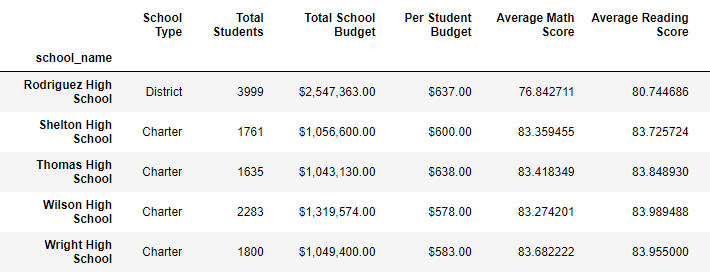 School Type Total Students Total School Budget Per Student Budget Average Math Score Average Reading Score
school_name
Rodriguez High School District 3999 $2,547,363.00 $637.00 76.842711 80.744686
Shelton High School Charter 1761 $1,056,600.00 $600.00 83.359455 83.725724
Thomas High School Charter 1635 $1,043,130.00 $638.00 83.418349 83.848930
Wilson High School Charter 2283 $1,319,574.00 $578.00 83.274201 83.989488
Wright High School Charter 1800 $1,049,400.00 $583.00 83.682222 83.955000